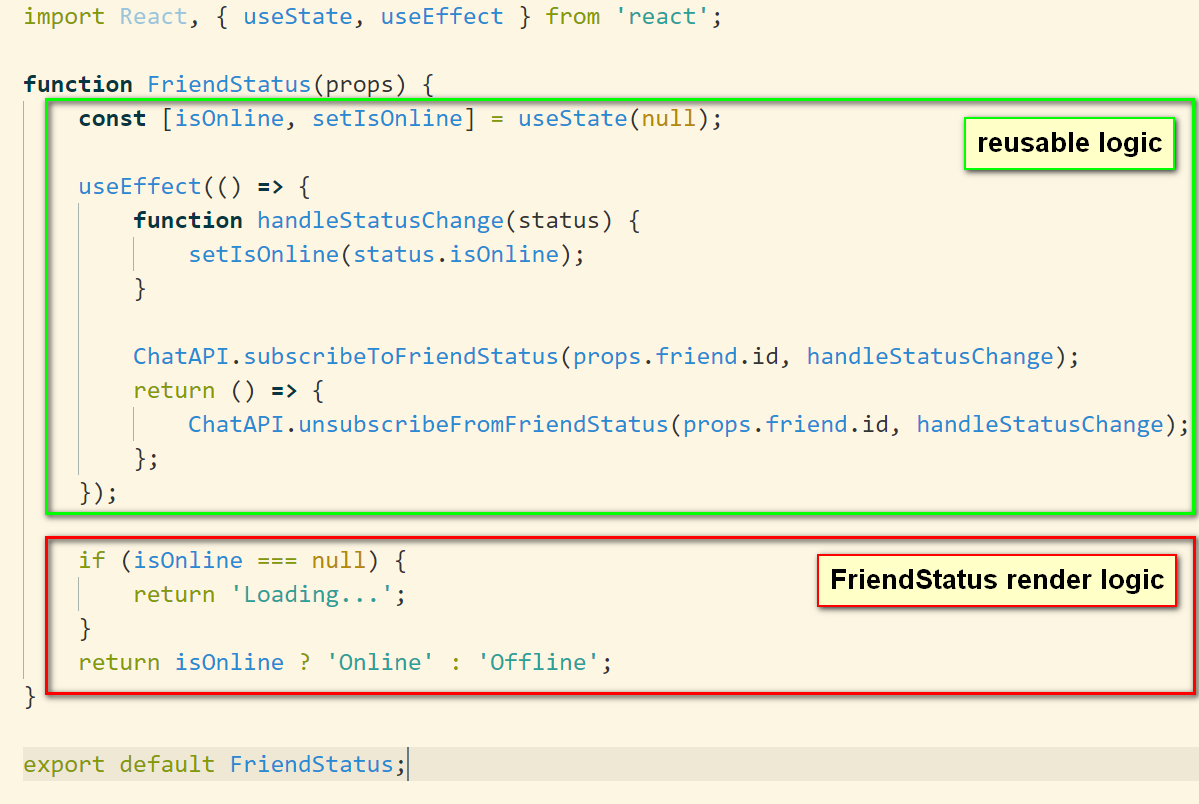 import React, { useState, useEffect } from 'react';
function FriendStatus(props) {
const [isOnline, setIsOnline] = useState(null);
reusable logic
useEffect(() => {
function handleStatusChange(status) {
setIsOnline(status.isOnline);
}
ChatAPI.subscribeToFriendStatus(props.friend.id, handleStatusChange);
return () => {
ChatAPI.unsubscribeFromFriendStatus(props.friend.id, handleStatusChange);
};
});
if (isOnline === null) {
FriendStatus render logic
return 'Loading...';
}
return isOnline ? 'Online' : 'Offline';
}
export default FriendStatus;